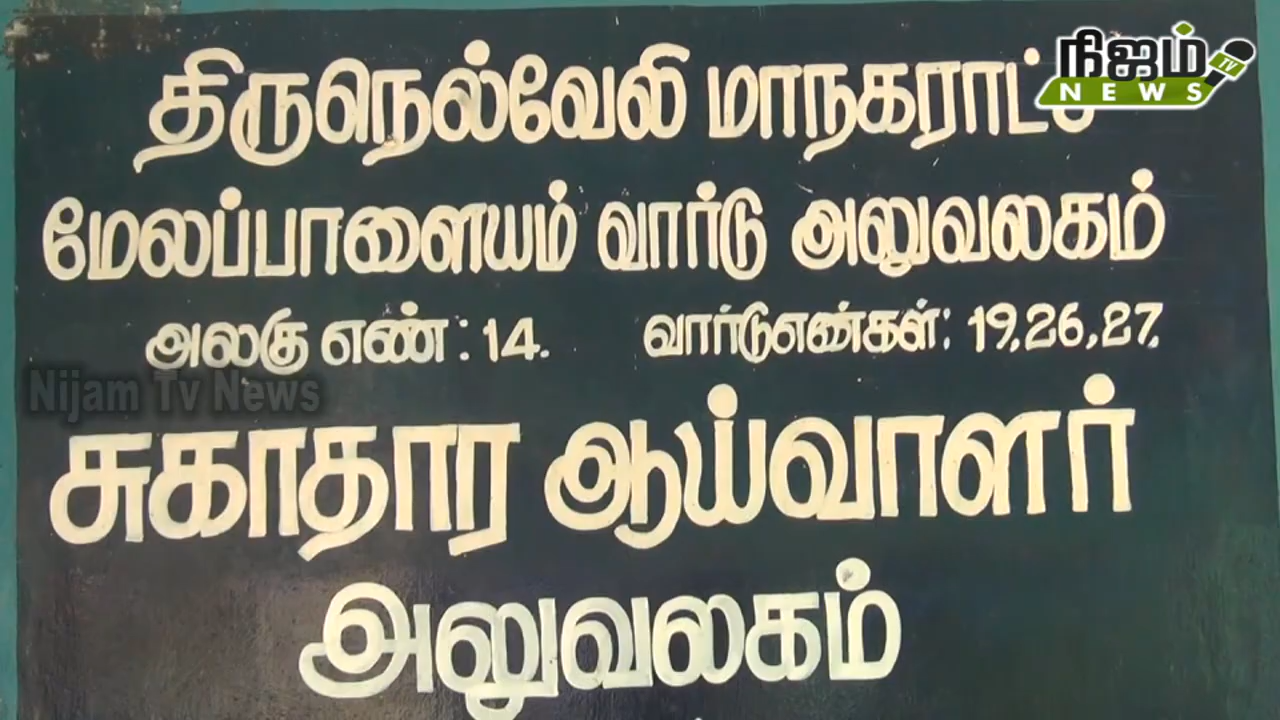 நிஜம்
TV
NEWS
திருநெல்வேலி மாநகராட்சி
மேலப்பாளையம் வார்டு அலுவலகம்
அலகு எண் : 14. வார்டுஎண்கள்: 19,26,27.
Nijam Tv News
சுகாதார ஆய்வாளர்
அலுவலகம்